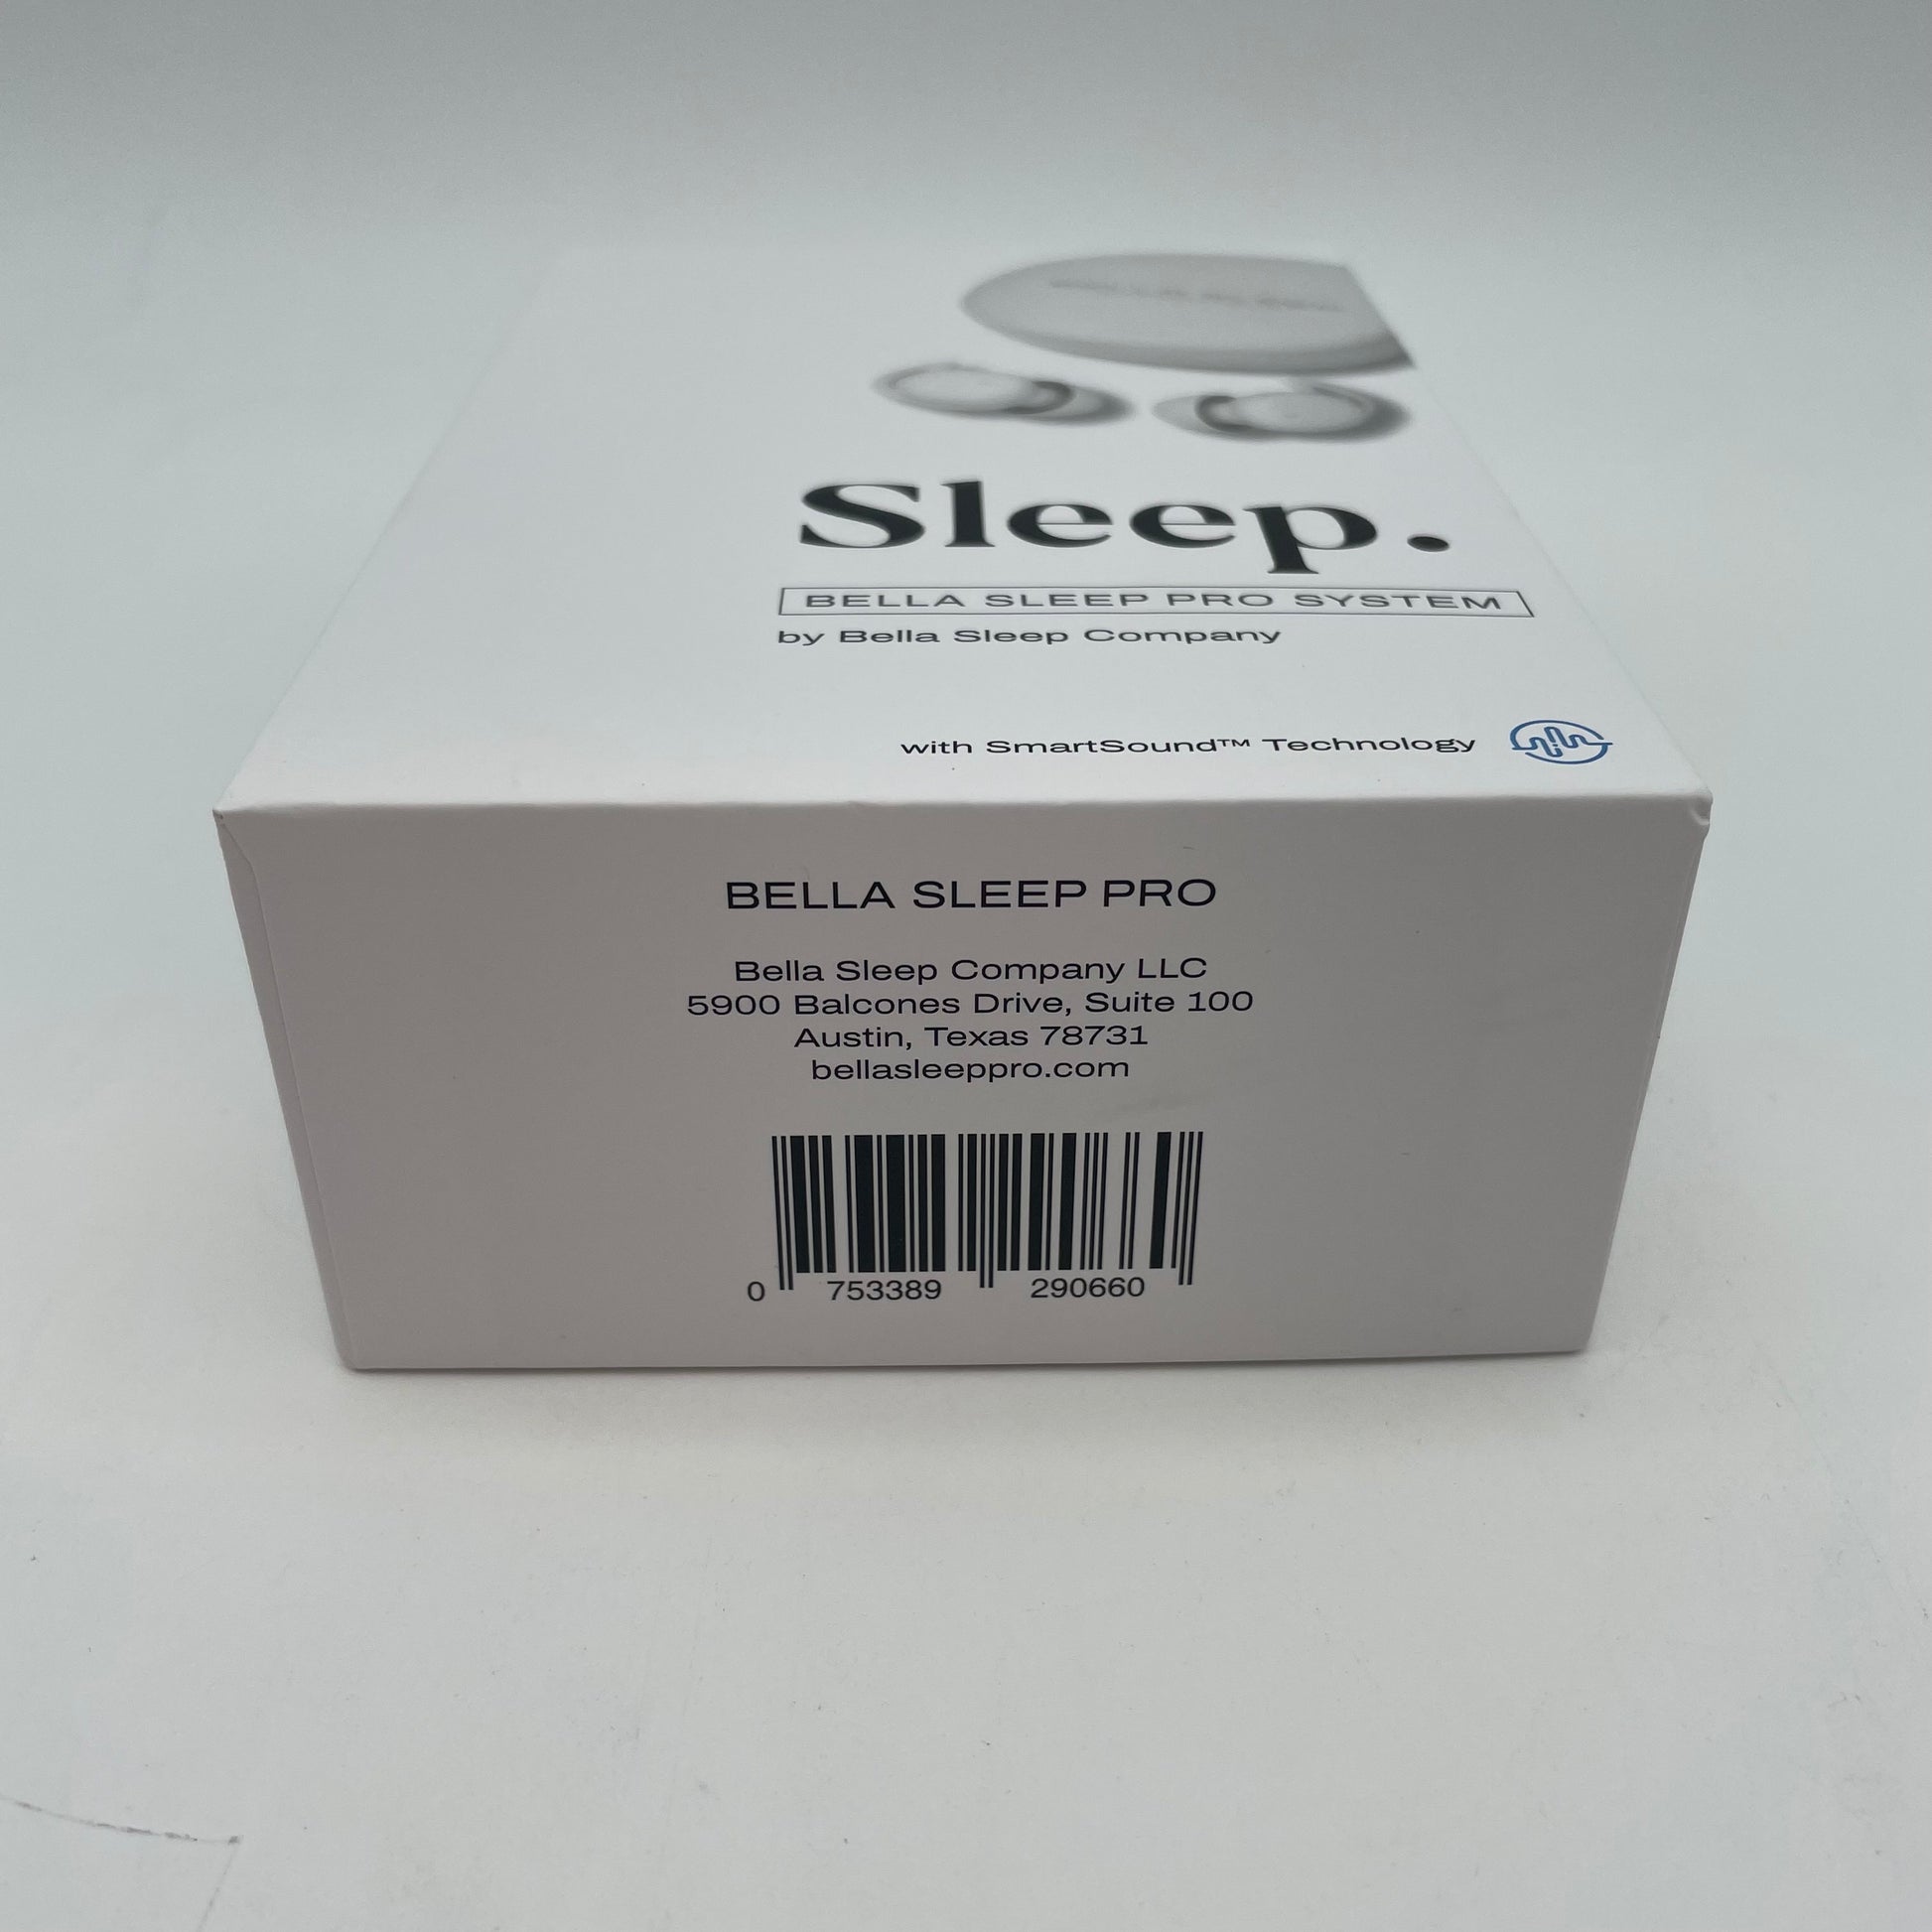 Sleep.
BELLA SLEEP PRO SYSTEM
by Bella Sleep Company
with SmartSound™ Technology
BELLA SLEEP PRO
Bella Sleep Company LLC
5900 Balcones Drive, Suite 100
Austin, Texas 78731
bellasleeppro.com
0 753389 290660